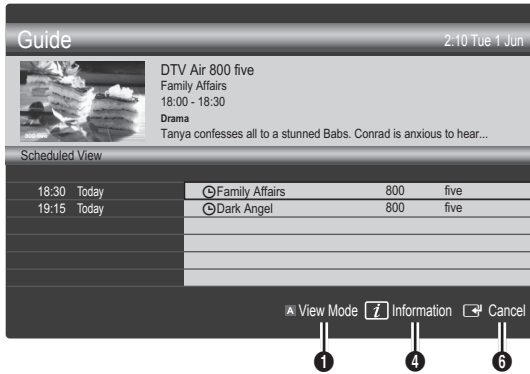 Guide 2:10 Tue 1 Jun
DTV Air 800 five
Family Affairs
18:00 - 18:30
Drama
Tanya confesses all to a stunned Babs. Conrad is anxious to hear...
Scheduled View
18:30 Today Family Affairs 800 five
19:15 Today Dark Angel 800 five
A View Mode i Information Cancel
1 4 6